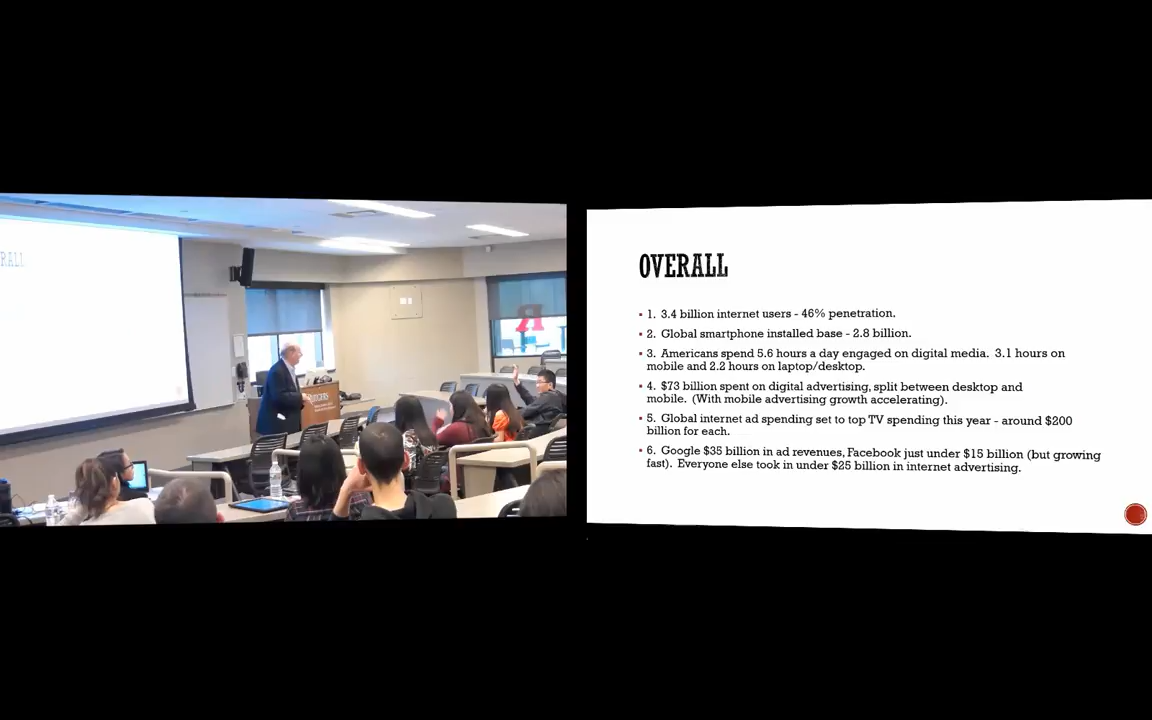 RALL
R
RUTGERS
OVERALL
1. 3.4 billion internet users - 46% penetration.
2. Global smartphone installed base - 2.8 billion.
3. Americans spend 5.6 hours a day engaged on digital media. 3.1 hours on
mobile and 2.2 hours on laptop/desktop.
4. $73 billion spent on digital advertising, split between desktop and
mobile. (With mobile advertising growth accelerating).
5. Global internet ad spending set to top TV spending this year - around $200
billion for each.
6. Google $35 billion in ad revenues, Facebook just under $15 billion (but growing
fast). Everyone else took in under $25 billion in internet advertising.